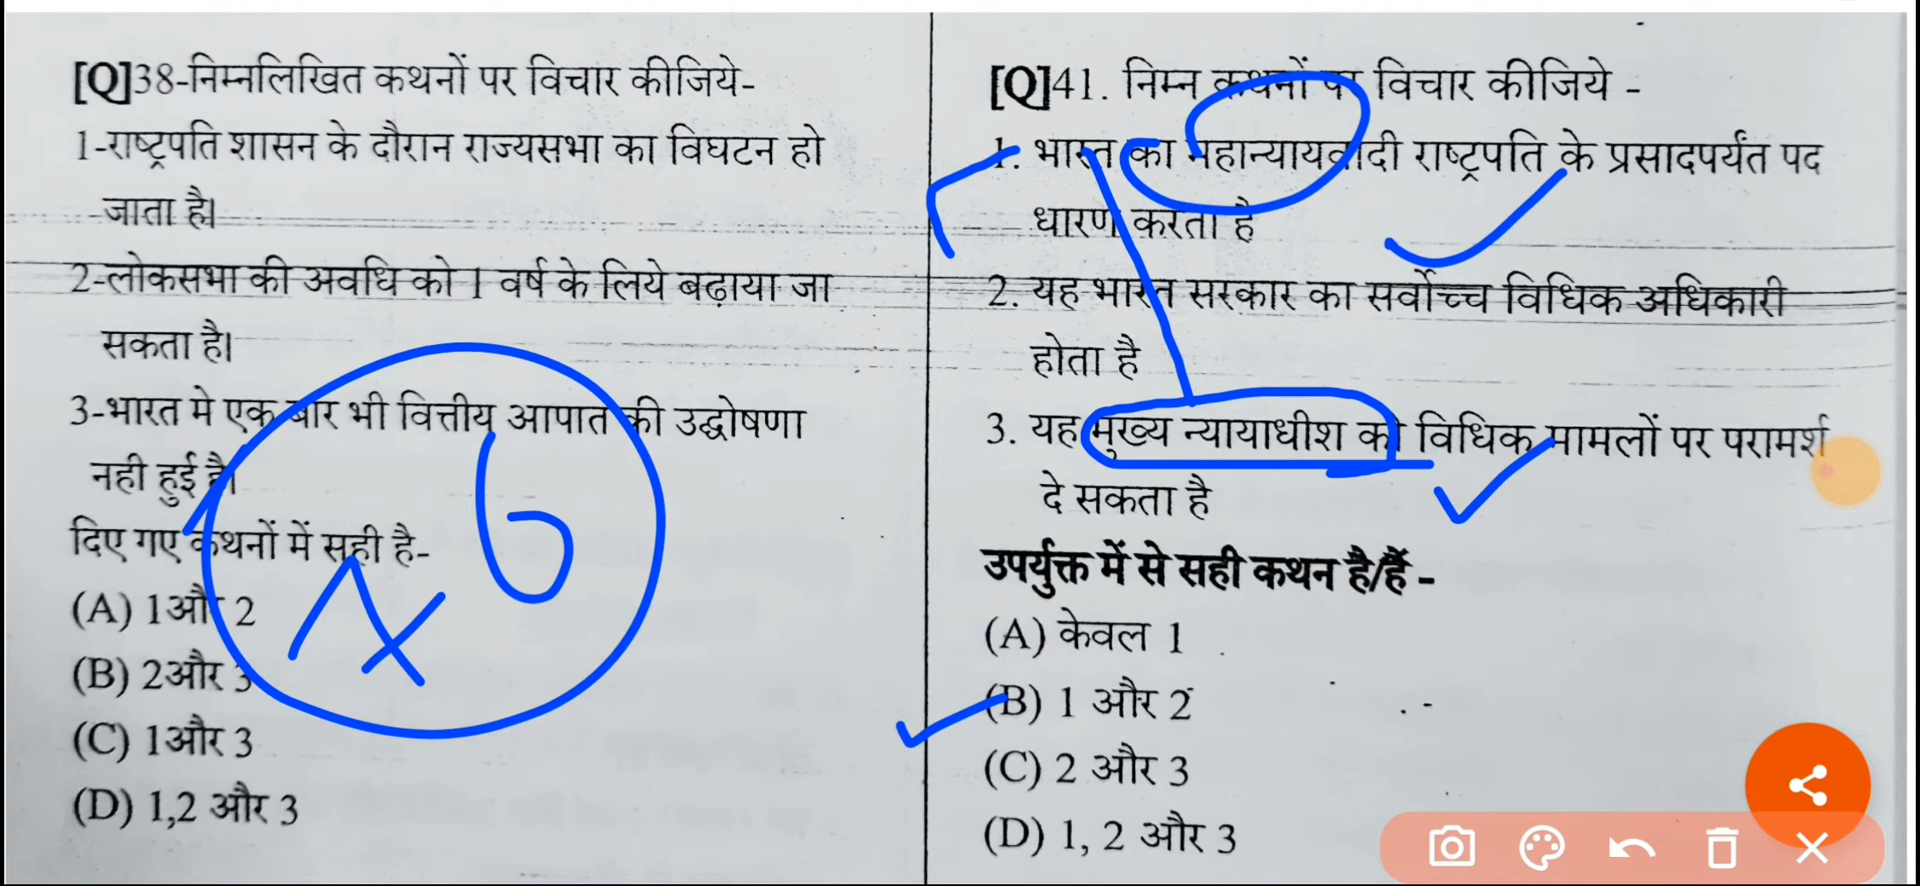 [Q]38-निम्नलिखित कथनों पर विचार कीजिये-
1-राष्ट्रपति शासन के दौरान राज्यसभा का विघटन हो
जाता है।
2-लोकसभा की अवधि को 1 वर्ष के लिये बढ़ाया जा
सकता है।
3-भारत मे एक बार भी वित्तीय आपात की उद्घोषणा
नही हुई है।
दिए गए कथनों में सही है-
(A) 1और 2
(B) 2और 3
(C) 1और 3
(D) 1,2 और 3
[Q]41. निम्न कथनों पर विचार कीजिये -
1. भारत का महान्यायवादी राष्ट्रपति के प्रसादपर्यंत पद
धारण करता है
2. यह भारत सरकार का सर्वोच्च विधिक अधिकारी
होता है
3. यह मुख्य न्यायाधीश को विधिक मामलों पर परामर्श
दे सकता है
उपर्युक्त में से सही कथन है/हैं -
(A) केवल 1
(B) 1 और 2
(C) 2 और 3
(D) 1, 2 और 3